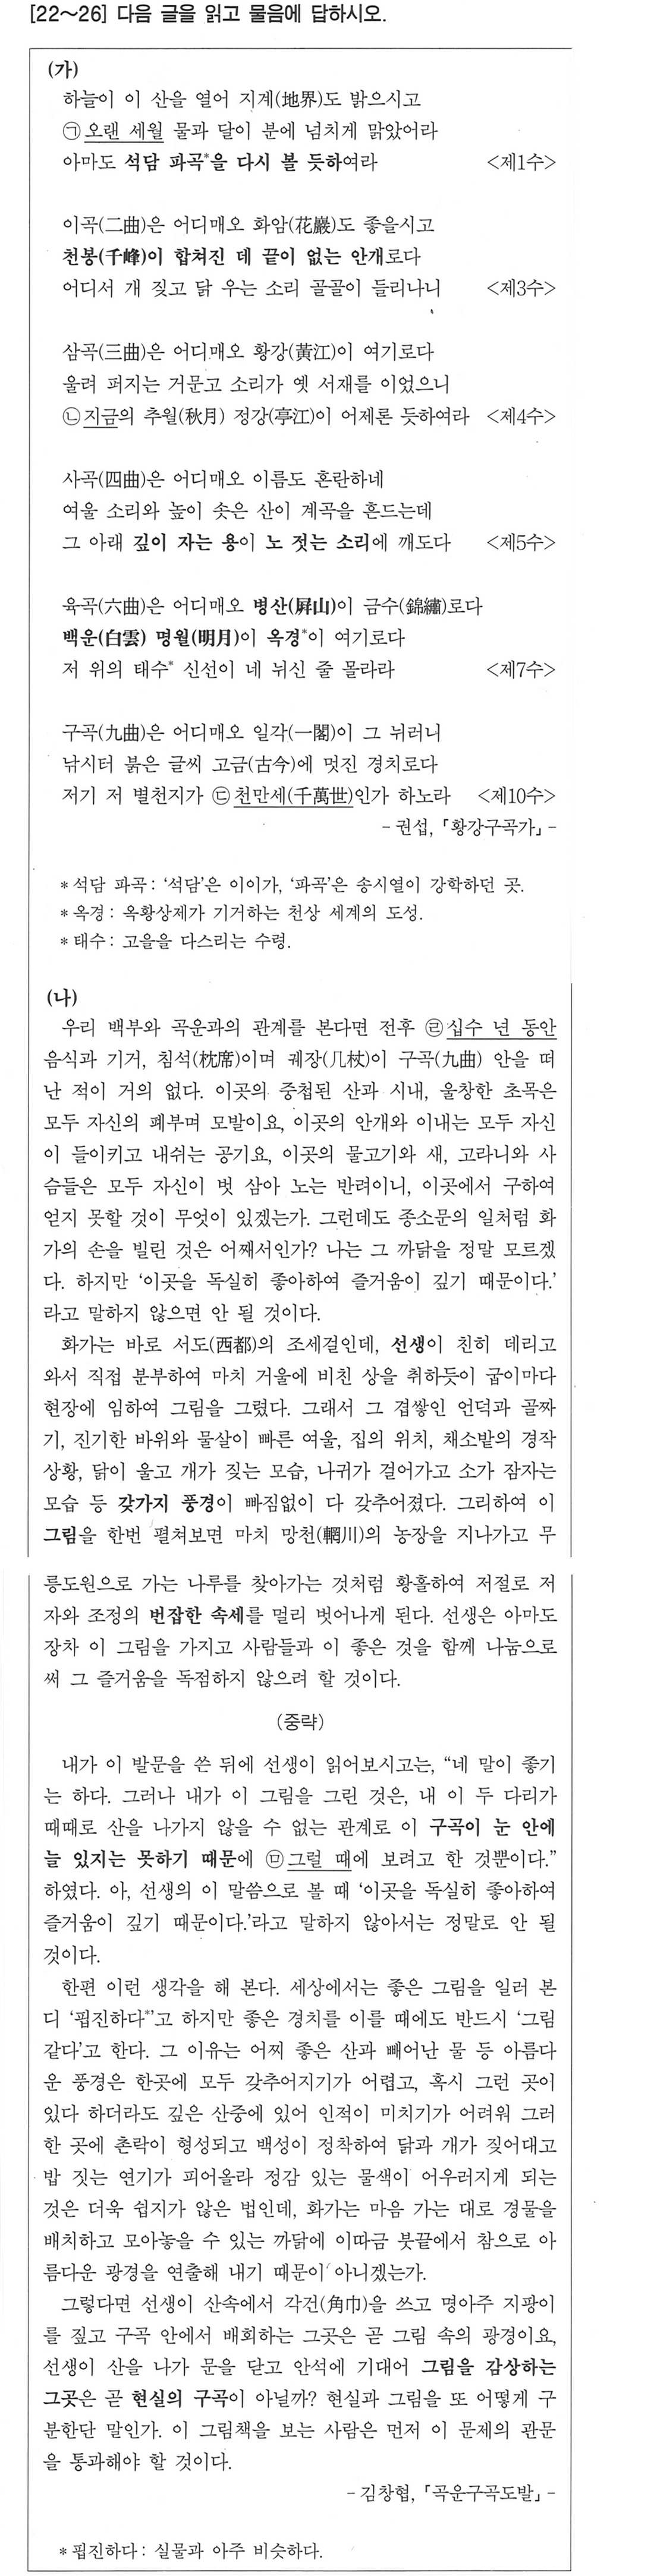 [22~26] 다음 글을 읽고 물음에 답하시오.
(가)
하늘이 이 산을 열어 지계(地界)도 밝으시고
㉠오랜 세월 물과 달이 분에 넘치게 맑았어라
아마도 석담 파곡*을 다시 볼 듯하여라 <제1수>
이곡(二曲)은 어디매오 화암(花巖)도 좋을시고
천봉(千峰)이 합쳐진 데 끝이 없는 안개로다
어디서 개 짖고 닭 우는 소리 골골이 들리나니 <제3수>
삼곡(三曲)은 어디매오 황강(黃江)이 여기로다
울려 퍼지는 거문고 소리가 옛 서재를 이었으니
㉡지금의 추월(秋月) 정강(亭江)이 어제론 듯하여라 <제4수>
사곡(四曲)은 어디매오 이름도 혼란하네
여울 소리와 높이 솟은 산이 계곡을 흔드는데
그 아래 깊이 자는 용이 노 젓는 소리에 깨도다 <제5수>
육곡(六曲)은 어디매오 병산(屛山)이 금수(錦繡)로다
백운(白雲) 명월(明月)이 옥경*이 여기로다
저 위의 태수* 신선이 네 뉘신 줄 몰라라 <제7수>
구곡(九曲)은 어디매오 일각(一閣)이 그 뉘러니
낚시터 붉은 글씨 고금(古今)에 멋진 경치로다
저기 저 별천지가 ㉢천만세(千萬世)인가 하노라 <제10수>
- 권섭, 「황강구곡가」 -
* 석담 파곡 : ‘석담’은 이이가, ‘파곡’은 송시열이 강학하던 곳.
* 옥경 : 옥황상제가 기거하는 천상 세계의 도성.
* 태수 : 고을을 다스리는 수령.
(나)
우리 백부와 곡운과의 관계를 본다면 전후 ㉣십수 년 동안
음식과 기거, 침석(枕席)이며 궤장(几杖)이 구곡(九曲) 안을 떠
난 적이 거의 없다. 이곳의 중첩된 산과 시내, 울창한 초목은
모두 자신의 폐부며 모발이요, 이곳의 안개와 이내는 모두 자신
이 들이키고 내쉬는 공기요, 이곳의 물고기와 새, 고라니와 사
슴들은 모두 자신이 벗 삼아 노는 반려이니, 이곳에서 구하여
얻지 못할 것이 무엇이 있겠는가. 그런데도 종소문의 일처럼 화
가의 손을 빌린 것은 어째서인가? 나는 그 까닭을 정말 모르겠
다. 하지만 ‘이곳을 독실히 좋아하여 즐거움이 깊기 때문이다.’
라고 말하지 않으면 안 될 것이다.
화가는 바로 서도(西都)의 조세걸인데, 선생이 친히 데리고
와서 직접 분부하여 마치 거울에 비친 상을 취하듯이 굽이마다
현장에 임하여 그림을 그렸다. 그래서 그 겹쌓인 언덕과 골짜
기, 진기한 바위와 물살이 빠른 여울, 집의 위치, 채소밭의 경작
상황, 닭이 울고 개가 짖는 모습, 나귀가 걸어가고 소가 잠자는
모습 등 갖가지 풍경이 빠짐없이 다 갖추어졌다. 그리하여 이
그림을 한번 펼쳐보면 마치 망천(輞川)의 농장을 지나가고 무
릉도원으로 가는 나루를 찾아가는 것처럼 황홀하여 저절로 저
자와 조정의 번잡한 속세를 멀리 벗어나게 된다. 선생은 아마도
장차 이 그림을 가지고 사람들과 이 좋은 것을 함께 나눔으로
써 그 즐거움을 독점하지 않으려 할 것이다.
(중략)
내가 이 발문을 쓴 뒤에 선생이 읽어보시고는, “네 말이 좋기
는 하다. 그러나 내가 이 그림을 그린 것은, 내 이 두 다리가
때때로 산을 나가지 않을 수 없는 관계로 이 구곡이 눈 안에
늘 있지는 못하기 때문에 ㉤그럴 때에 보려고 한 것뿐이다.”
하였다. 아, 선생의 이 말씀으로 볼 때 ‘이곳을 독실히 좋아하여
즐거움이 깊기 때문이다.’라고 말하지 않아서는 정말로 안 될
것이다.
한편 이런 생각을 해 본다. 세상에서는 좋은 그림을 일러 본
디 ‘핍진하다*’고 하지만 좋은 경치를 이를 때에도 반드시 ‘그림
같다’고 한다. 그 이유는 어찌 좋은 산과 빼어난 물 등 아름다
운 풍경은 한곳에 모두 갖추어지기가 어렵고, 혹시 그런 곳이
있다 하더라도 깊은 산중에 있어 인적이 미치기가 어려워 그러
한 곳에 촌락이 형성되고 백성이 정착하여 닭과 개가 짖어대고
밥 짓는 연기가 피어올라 정감 있는 물색이 어우러지게 되는
것은 더욱 쉽지가 않은 법인데, 화가는 마음 가는 대로 경물을
배치하고 모아놓을 수 있는 까닭에 이따금 붓끝에서 참으로 아
름다운 광경을 연출해 내기 때문이 아니겠는가.
그렇다면 선생이 산속에서 각건(角巾)을 쓰고 명아주 지팡이
를 짚고 구곡 안에서 배회하는 그곳은 곧 그림 속의 광경이요,
선생이 산을 나가 문을 닫고 안석에 기대어 그림을 감상하는
그곳은 곧 현실의 구곡이 아닐까? 현실과 그림을 또 어떻게 구
분한단 말인가. 이 그림책을 보는 사람은 먼저 이 문제의 관문
을 통과해야 할 것이다.
- 김창협, 「곡운구곡도발」 -
* 핍진하다 : 실물과 아주 비슷하다.